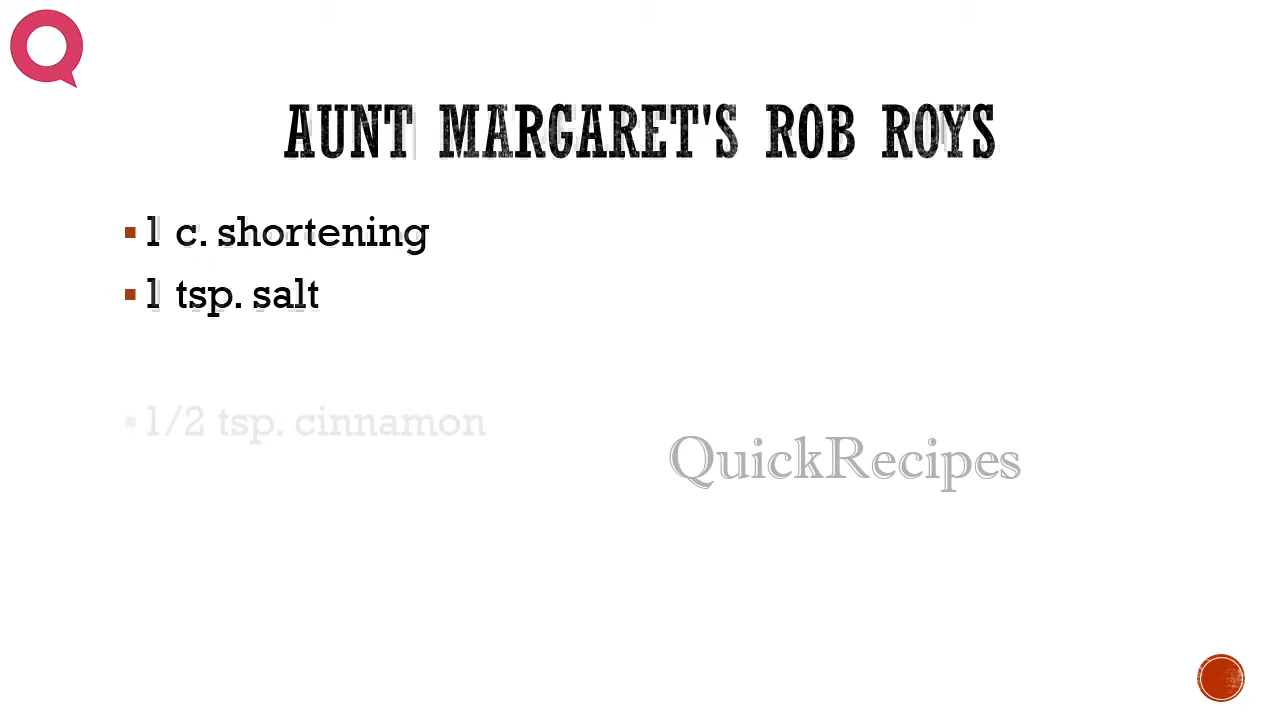 AUNT MARGARET'S ROB ROYS
▪ 1 c. shortening
▪ 1 tsp. salt
▪ 1/2 tsp. cinnamon
QuickRecipes